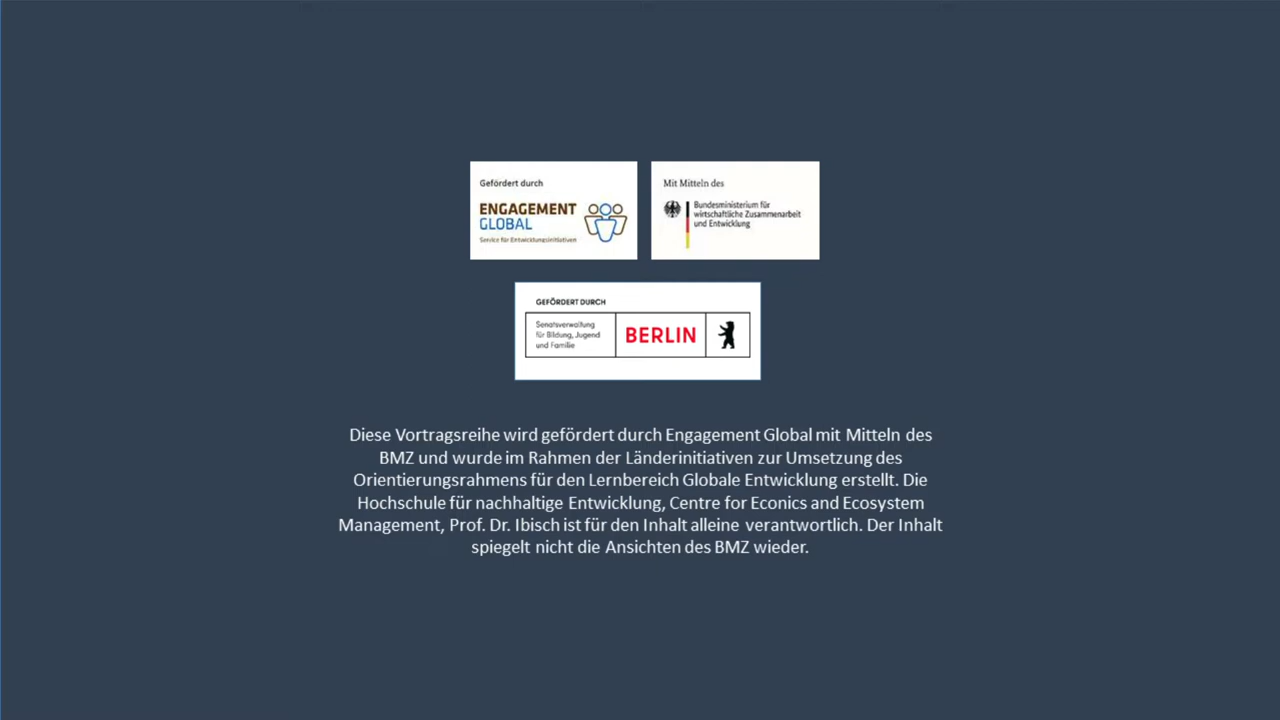 Gefördert durch
ENGAGEMENT
GLOBAL
Service für Entwicklungsinitiativen
Mit Mitteln des
Bundesministerium für
wirtschaftliche Zusammenarbeit
und Entwicklung
GEFÖRDERT DURCH
Senatsverwaltung
für Bildung, Jugend
und Familie
BERLIN
Diese Vortragsreihe wird gefördert durch Engagement Global mit Mitteln des
BMZ und wurde im Rahmen der Länderinitiativen zur Umsetzung des
Orientierungsrahmens für den Lernbereich Globale Entwicklung erstellt. Die
Hochschule für nachhaltige Entwicklung, Centre for Econics and Ecosystem
Management, Prof. Dr. Ibisch ist für den Inhalt alleine verantwortlich. Der Inhalt
spiegelt nicht die Ansichten des BMZ wieder.